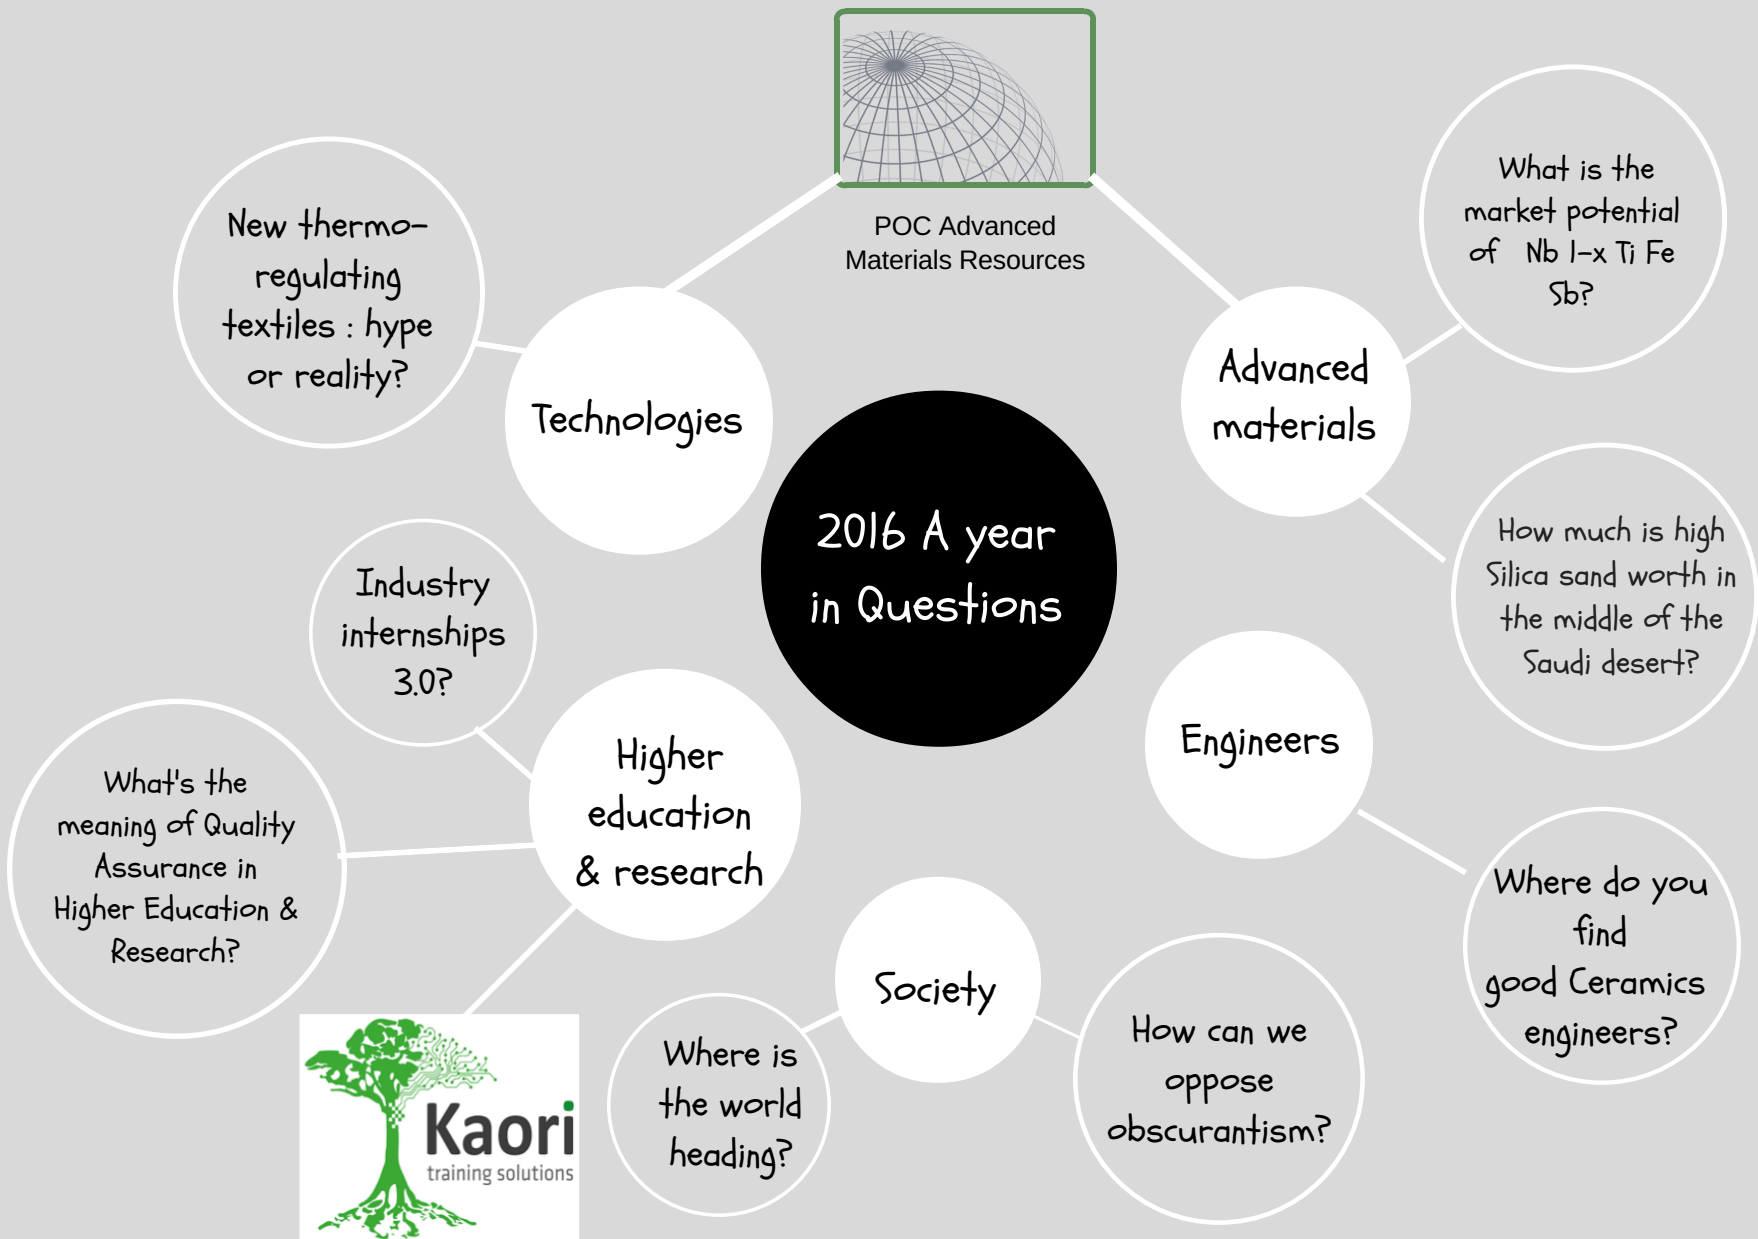 POC Advanced
Materials Resources
New thermo-
regulating
textiles : hype
or reality?
Technologies
What is the
market potential
of Nb 1-x Ti Fe
Sb?
Advanced
materials
How much is high
Silica sand worth in
the middle of the
Saudi desert?
2016 A year
in Questions
Industry
internships
3.0?
Higher
education
& research
What's the
meaning of Quality
Assurance in
Higher Education &
Research?
Kaori
training solutions
Engineers
Where do you
find
good Ceramics
engineers?
Society
Where is
the world
heading?
How can we
oppose
obscurantism?